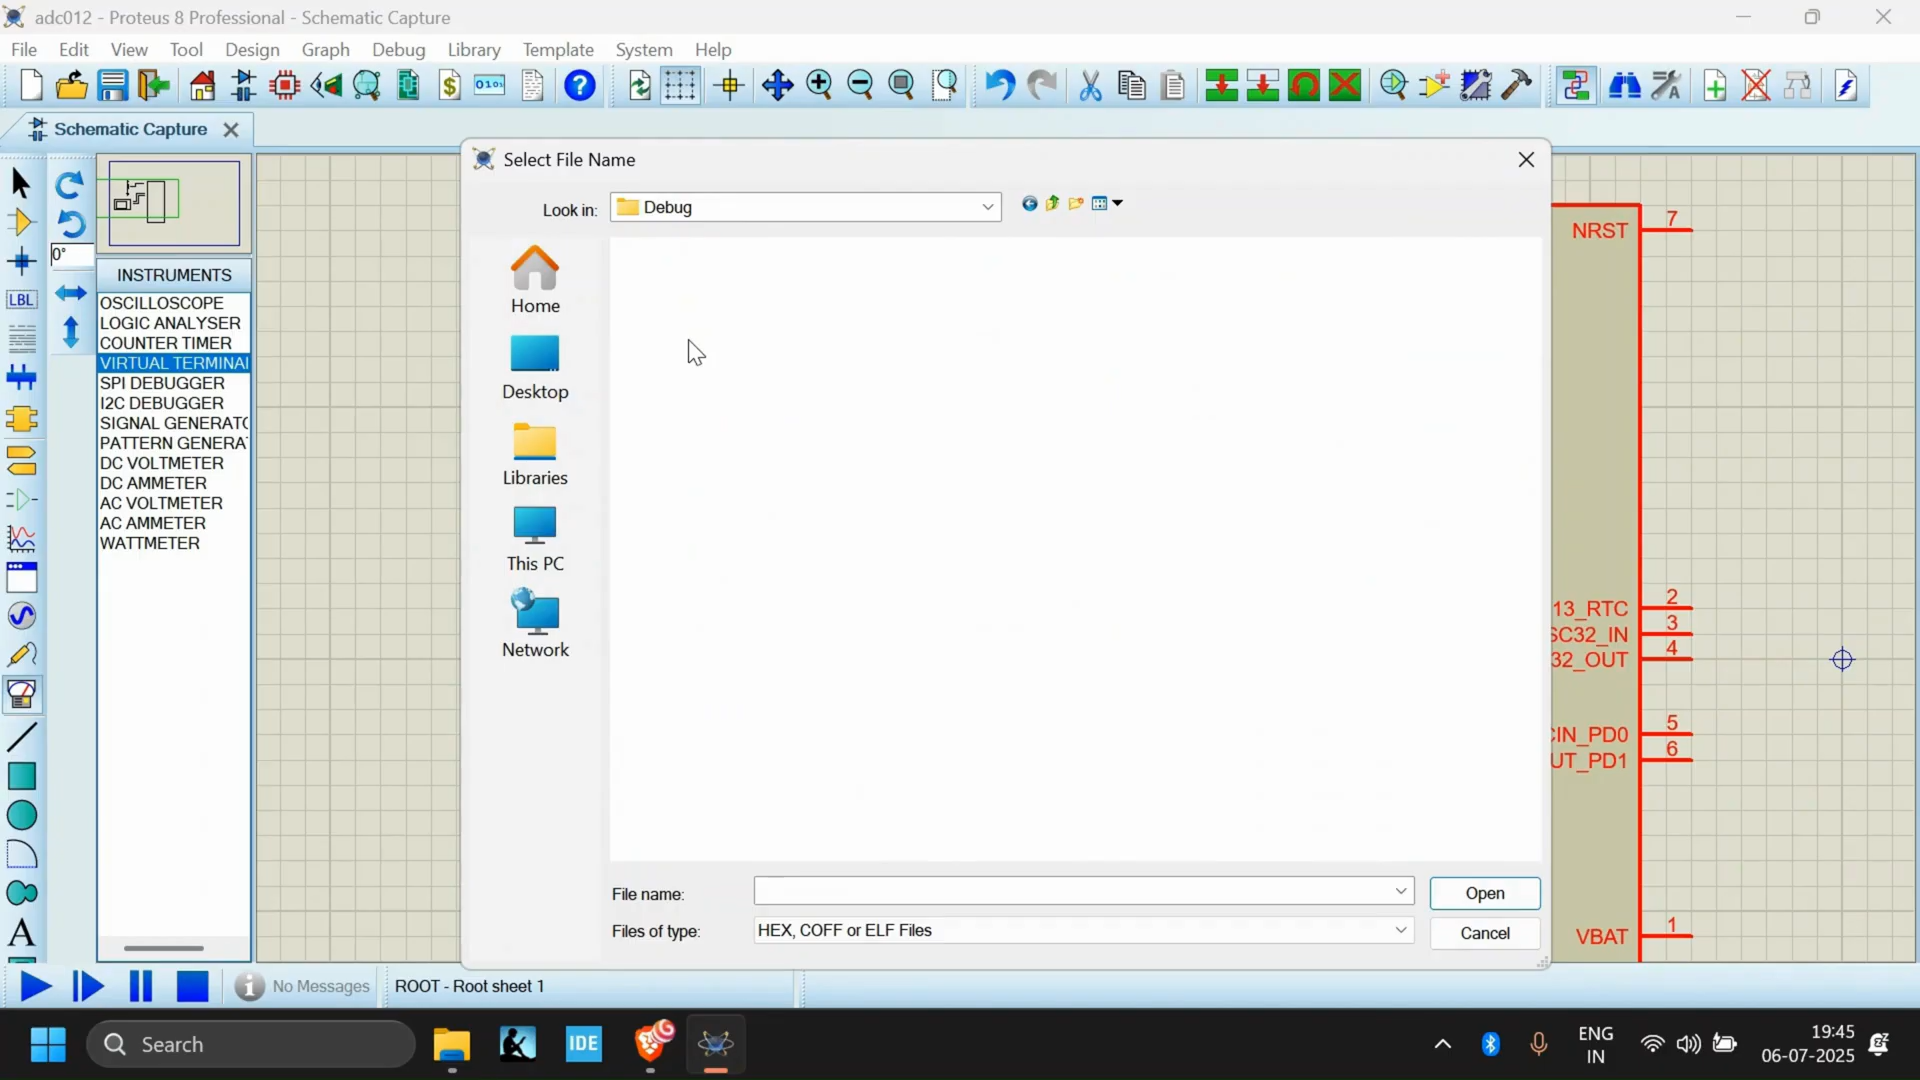 adc012 - Proteus 8 Professional - Schematic Capture
File Edit View Tool Design Graph Debug Library Template System Help
0101
$
?
Schematic Capture
Select File Name
Look in: Debug
0°
LBL
INSTRUMENTS
OSCILLOSCOPE
LOGIC ANALYSER
COUNTER TIMER
VIRTUAL TERMINAL
SPI DEBUGGER
I2C DEBUGGER
SIGNAL GENERATO
PATTERN GENERA
DC VOLTMETER
DC AMMETER
AC VOLTMETER
AC AMMETER
WATTMETER
Home
Desktop
Libraries
This PC
Network
NRST 7
13_RTC 2
SC32_IN 3
32_OUT 4
CIN_PD0 5
UT_PD1 6
VBAT 1
File name:
Open
Files of type: HEX, COFF or ELF Files
Cancel
A
No Messages
ROOT - Root sheet 1
Search
IDE
ENG
IN
19:45
06-07-2025